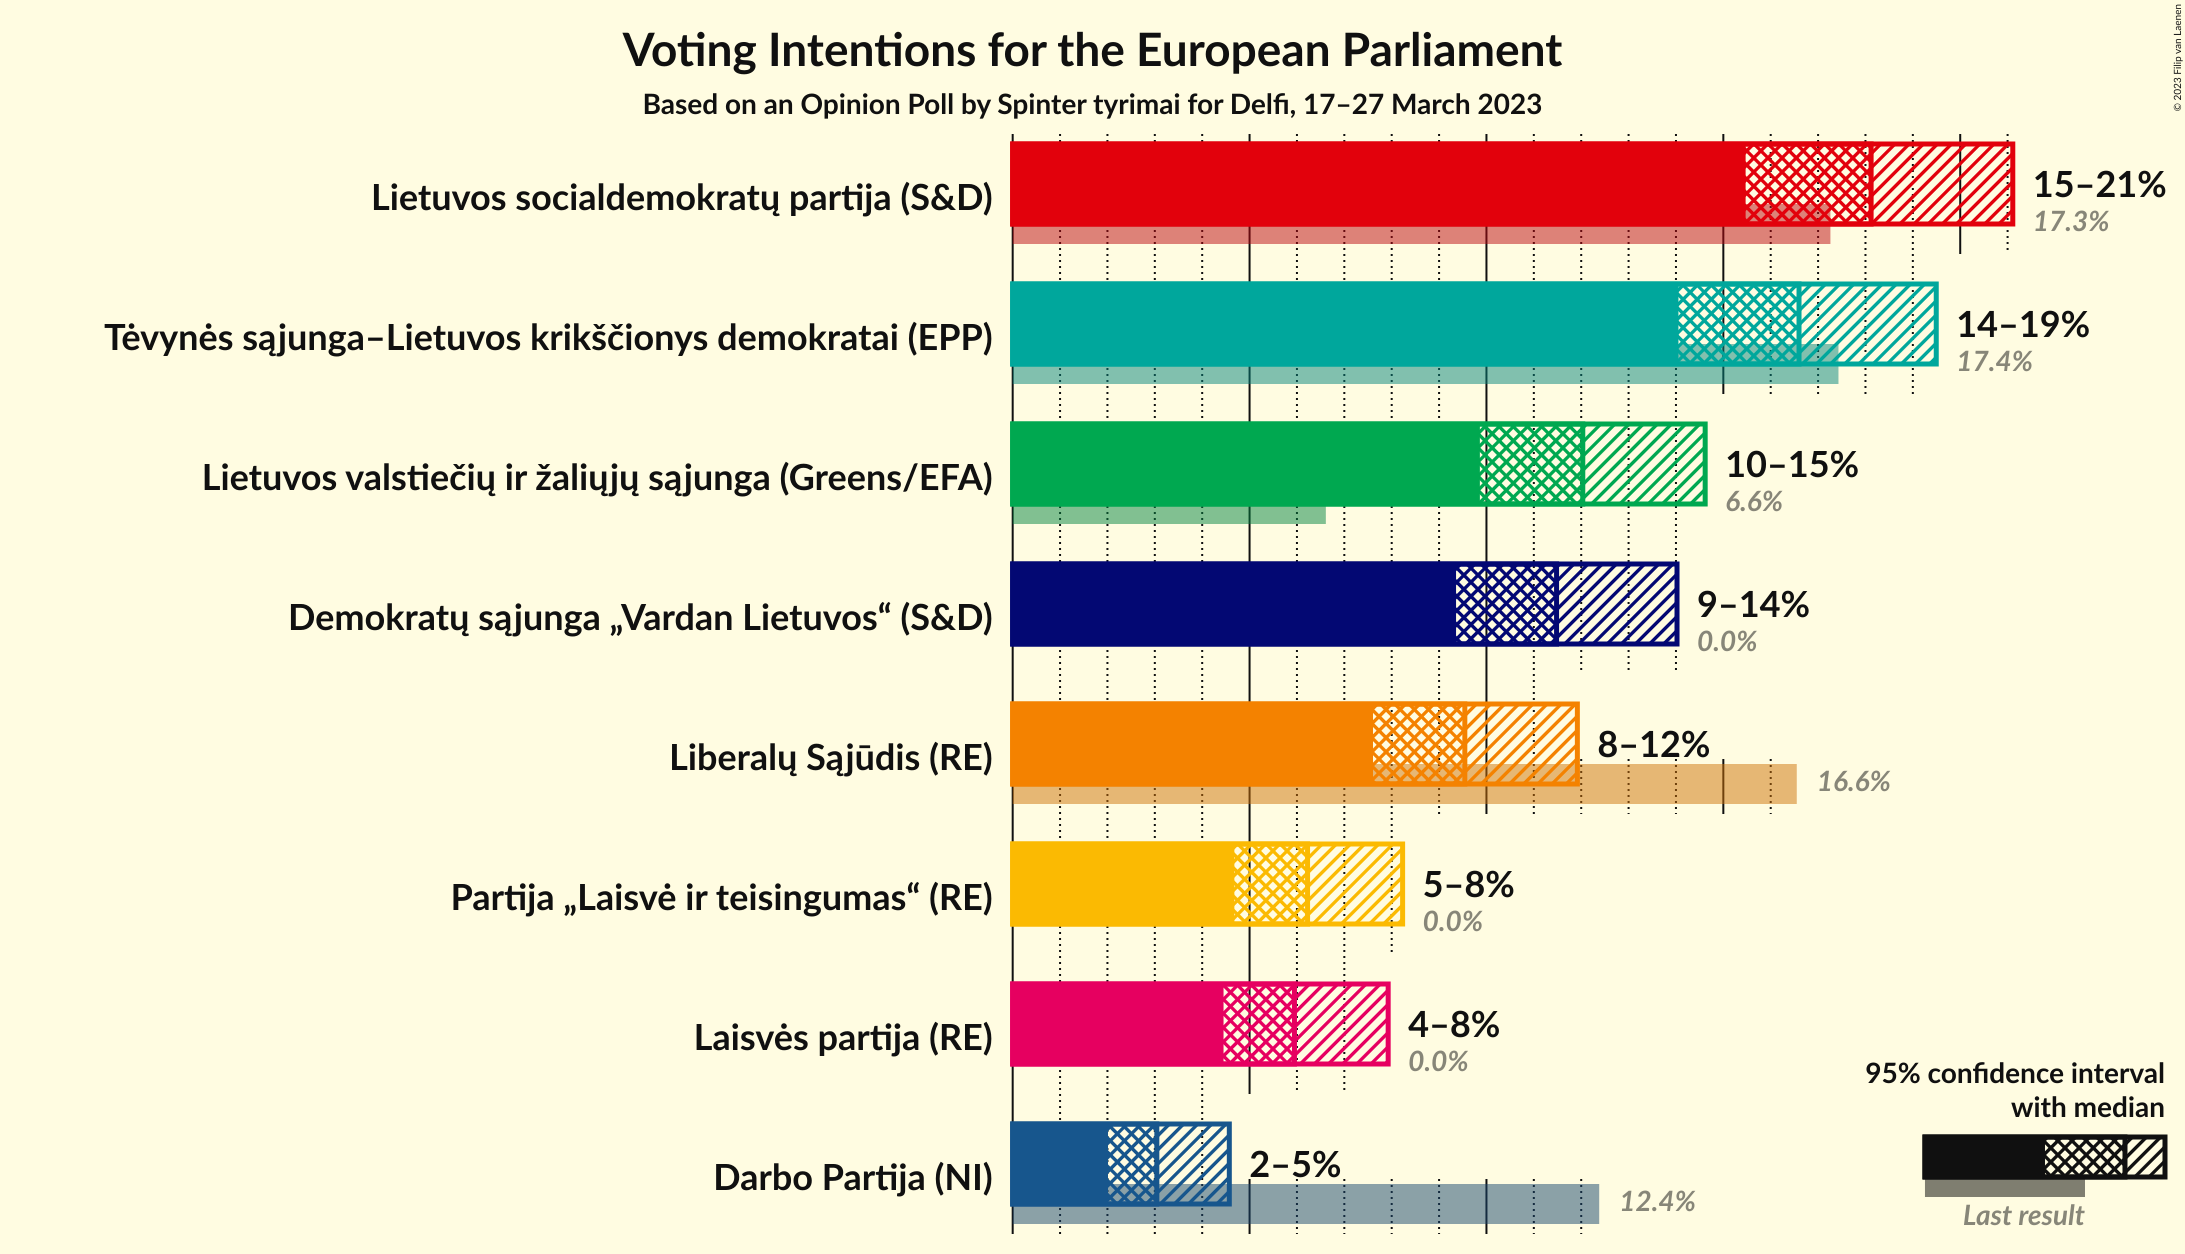 Voting Intentions for the European Parliament
Based on an Opinion Poll by Spinter tyrimai for Delfi, 17–27 March 2023
© 2023 Filip van Laenen
Lietuvos socialdemokratų partija (S&D)
15–21%
17.3%
Tėvynės sąjunga–Lietuvos krikščionys demokratai (EPP)
14–19%
17.4%
Lietuvos valstiečių ir žaliųjų sąjunga (Greens/EFA)
10–15%
6.6%
Demokratų sąjunga „Vardan Lietuvos“ (S&D)
9–14%
0.0%
Liberalų Sąjūdis (RE)
8–12%
16.6%
Partija „Laisvė ir teisingumas“ (RE)
5–8%
0.0%
Laisvės partija (RE)
4–8%
0.0%
Darbo Partija (NI)
2–5%
12.4%
95% confidence interval
with median
Last result